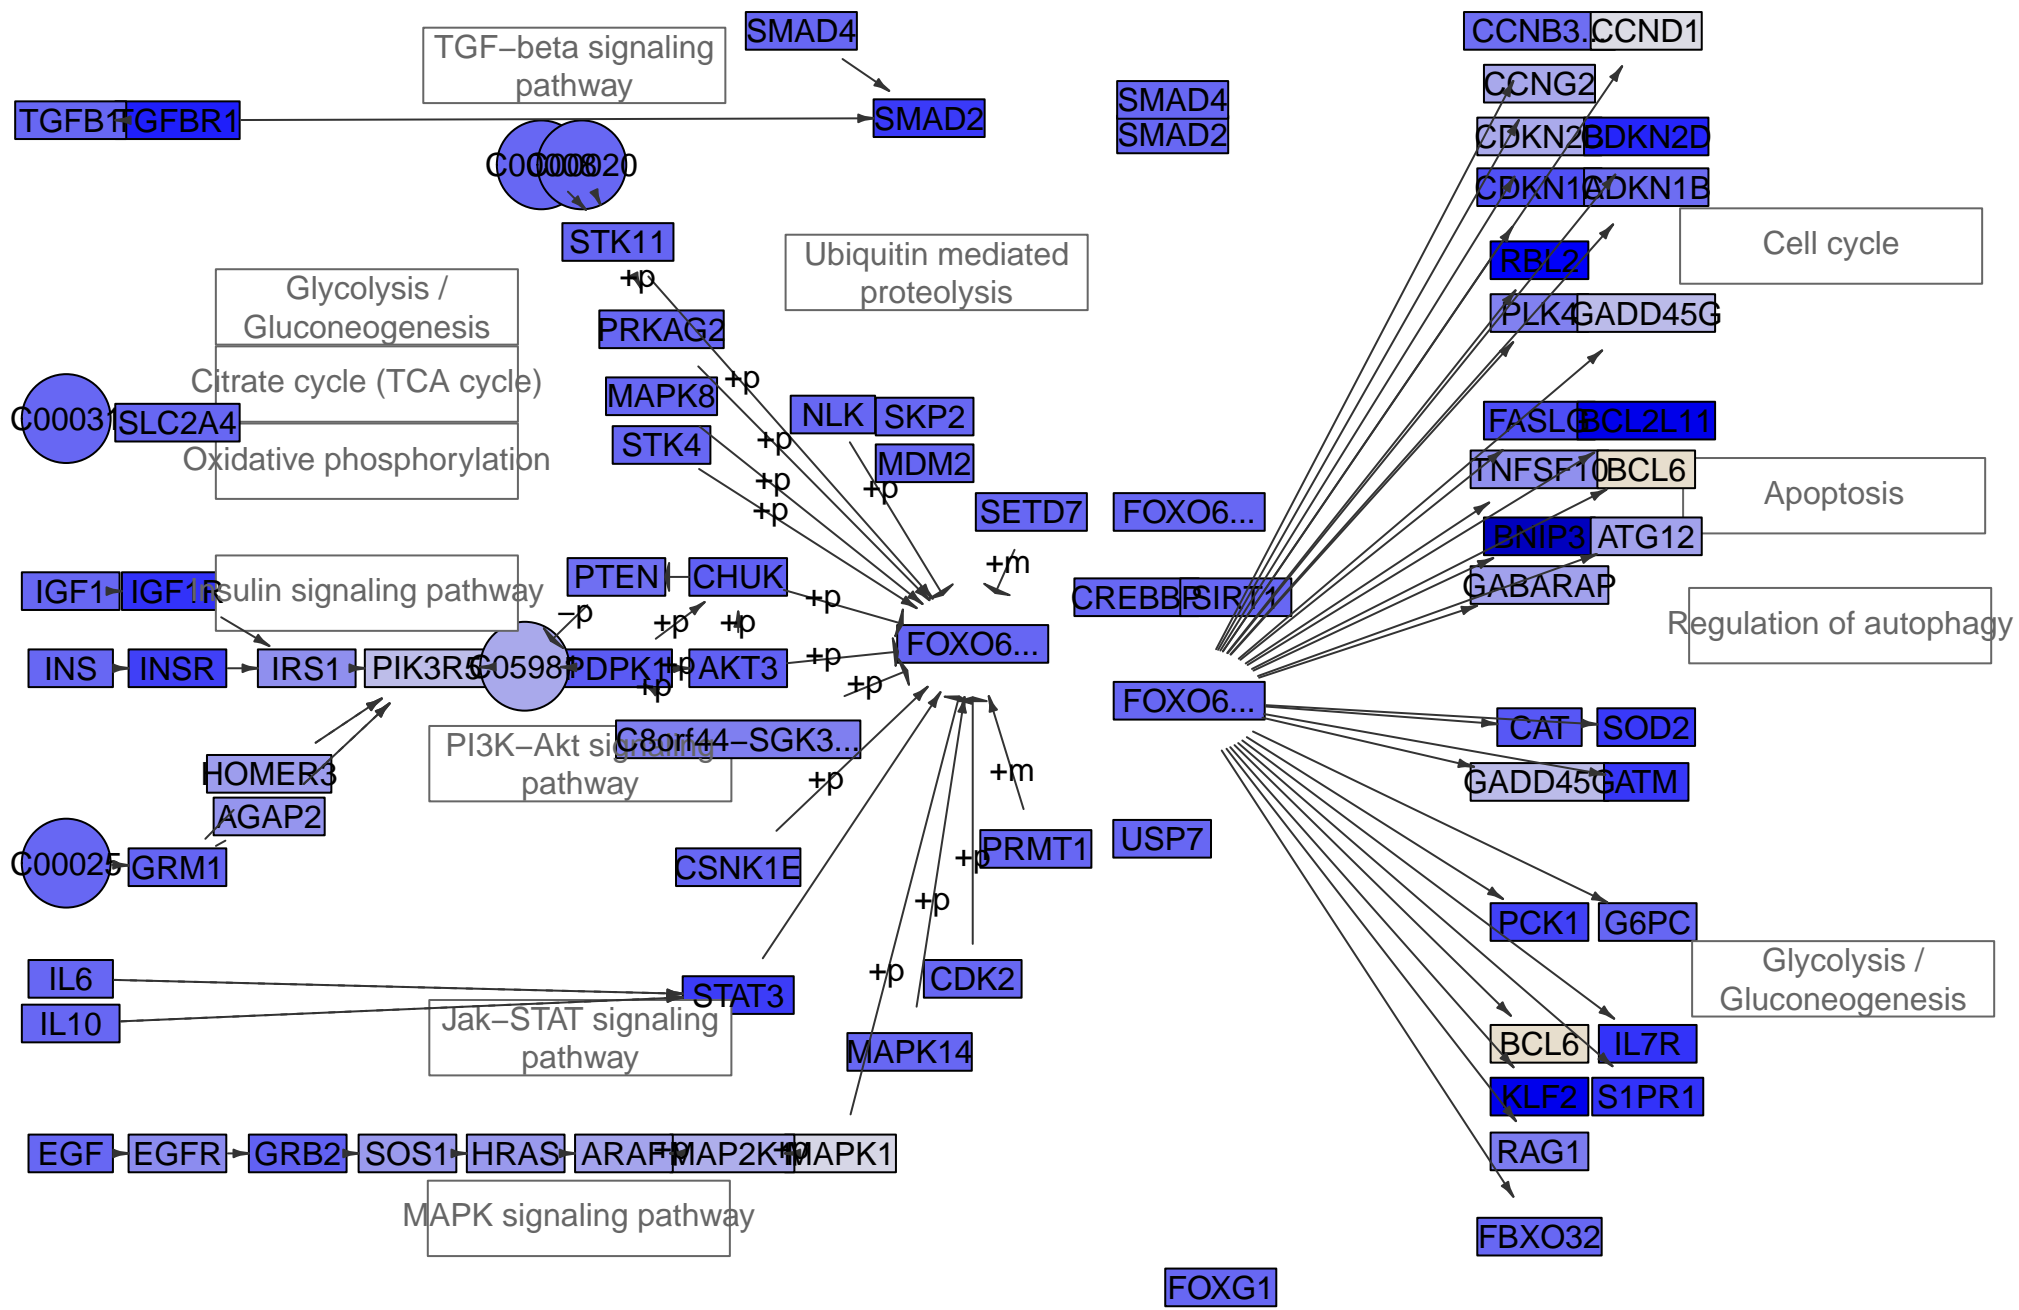 SMAD4
CCNB3...
CCND1
TGF−beta signaling
pathway
CCNG2
SMAD4
TGFB1
TGFBR1
SMAD2
SMAD2
CDKN2B
CDKN2D
C00020
CDKN1A
CDKN1B
STK11
Ubiquitin mediated
proteolysis
Cell cycle
RBL2
+p
Glycolysis /
Gluconeogenesis
PRKAG2
PLK4
GADD45G
Citrate cycle (TCA cycle)
+p
MAPK8
NLK
SKP2
C00031
SLC2A4
FASLG
BCL2L11
STK4
+p
MDM2
Oxidative phosphorylation
TNFSF10
BCL6
+p
+p
Apoptosis
+p
SETD7
FOXO6...
BNIP3
ATG12
+m
PTEN
CHUK
GABARAP
IGF1
IGF1R
Insulin signaling pathway
−p
+p
CREBBP
SIRT1
+p
+p
Regulation of autophagy
FOXO6...
INS
INSR
IRS1
PIK3R5
C05981
PDPK1
+p
AKT3
+p
+p
+p
FOXO6...
CAT
SOD2
PI3K−Akt signaling
pathway
C8orf44−SGK3...
HOMER3
+p
+m
GADD45G
GATM
AGAP2
USP7
C00025
GRM1
CSNK1E
+p
PRMT1
+p
PCK1
G6PC
IL6
+p
CDK2
Glycolysis /
Gluconeogenesis
STAT3
IL10
Jak−STAT signaling
pathway
MAPK14
BCL6
IL7R
KLF2
S1PR1
EGF
EGFR
GRB2
SOS1
HRAS
ARAF
+p
MAP2K1
+p
MAPK1
RAG1
MAPK signaling pathway
FBXO32
FOXG1